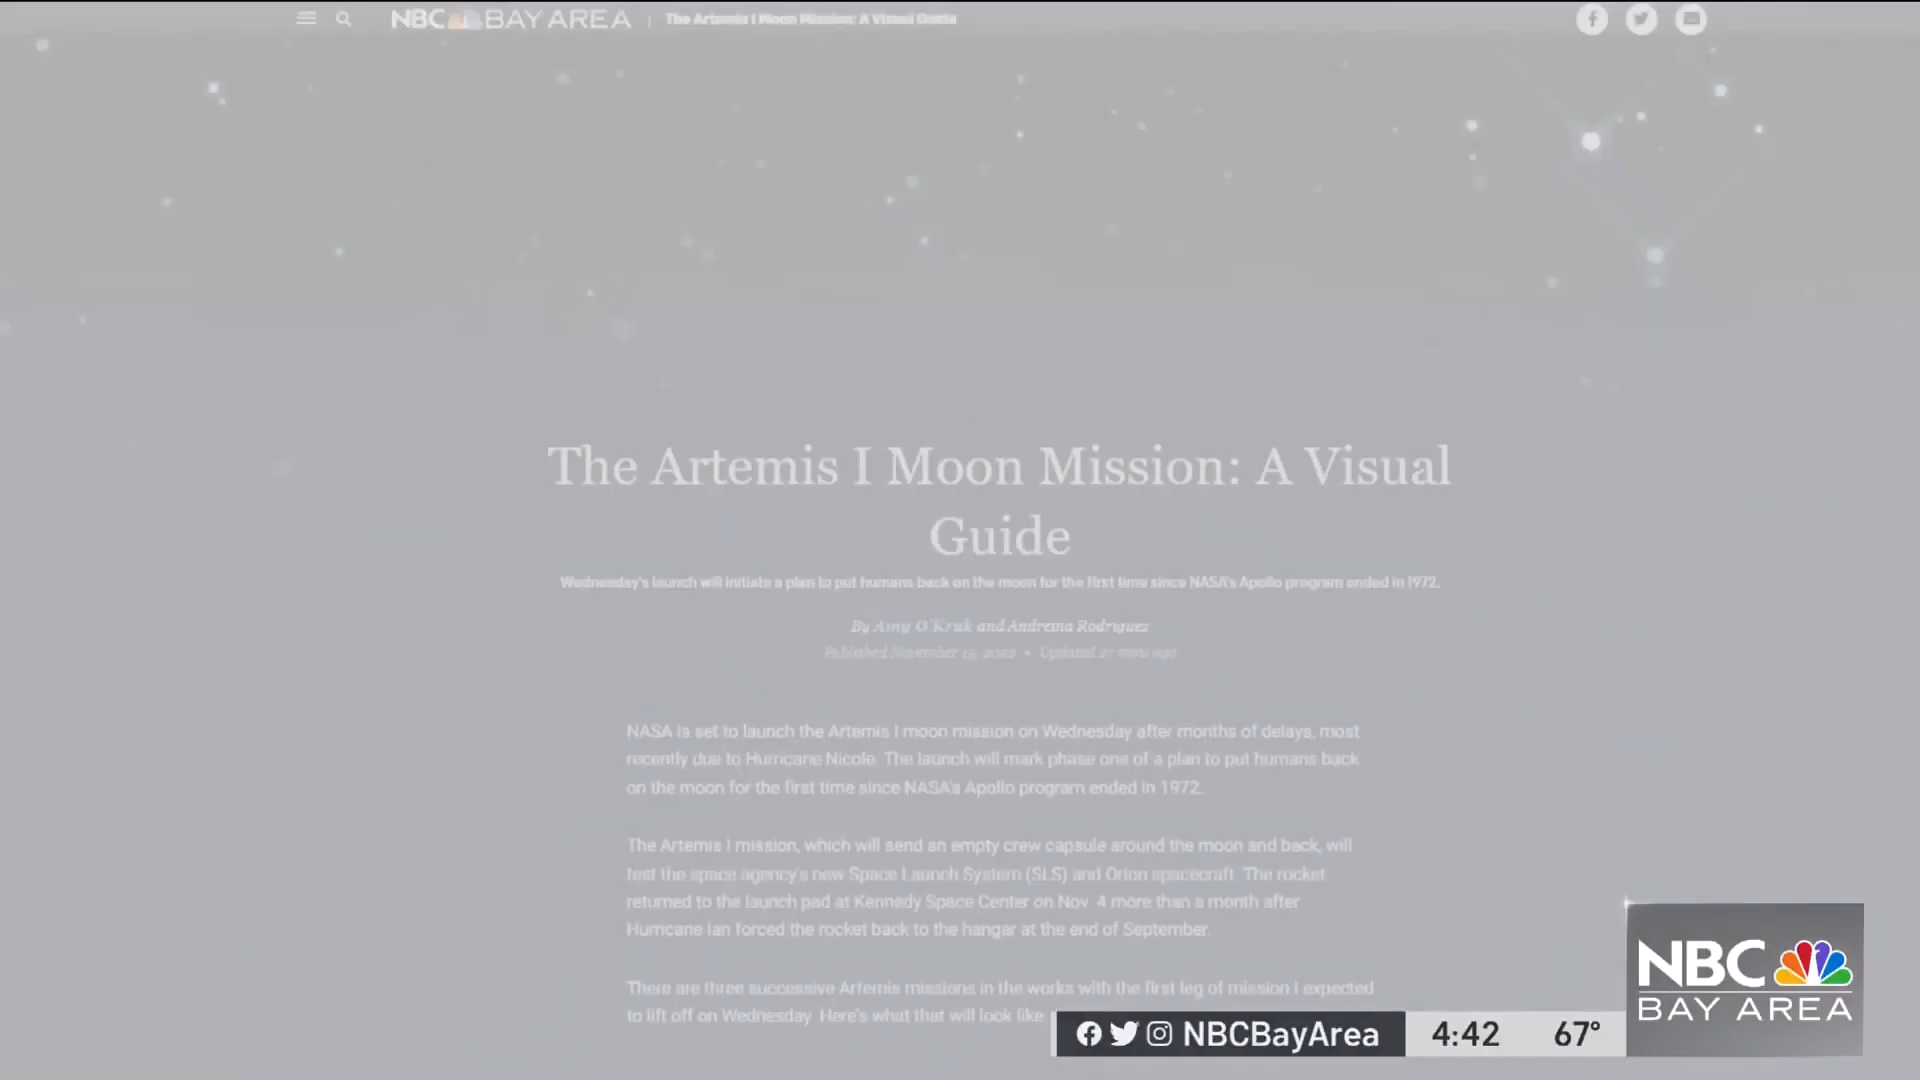 NBC BAY AREA | The Artemis I Moon Mission: A Visual Guide
The Artemis I Moon Mission: A Visual
Guide
Wednesday's launch will initiate a plan to put humans back on the moon for the first time since NASA's Apollo program ended in 1972.
By Amy O'Kruk and Andreina Rodriguez
Published November 15, 2022 • Updated 27 mins ago
NASA is set to launch the Artemis I moon mission on Wednesday after months of delays, most
recently due to Hurricane Nicole. The launch will mark phase one of a plan to put humans back
on the moon for the first time since NASA's Apollo program ended in 1972.
The Artemis I mission, which will send an empty crew capsule around the moon and back, will
test the space agency's new Space Launch System (SLS) and Orion spacecraft. The rocket
returned to the launch pad at Kennedy Space Center on Nov. 4 more than a month after
Hurricane Ian forced the rocket back to the hangar at the end of September.
There are three successive Artemis missions in the works with the first leg of mission I expected
to lift off on Wednesday. Here's what that will look like
NBCBayArea 4:42 67°
NBC
BAY AREA